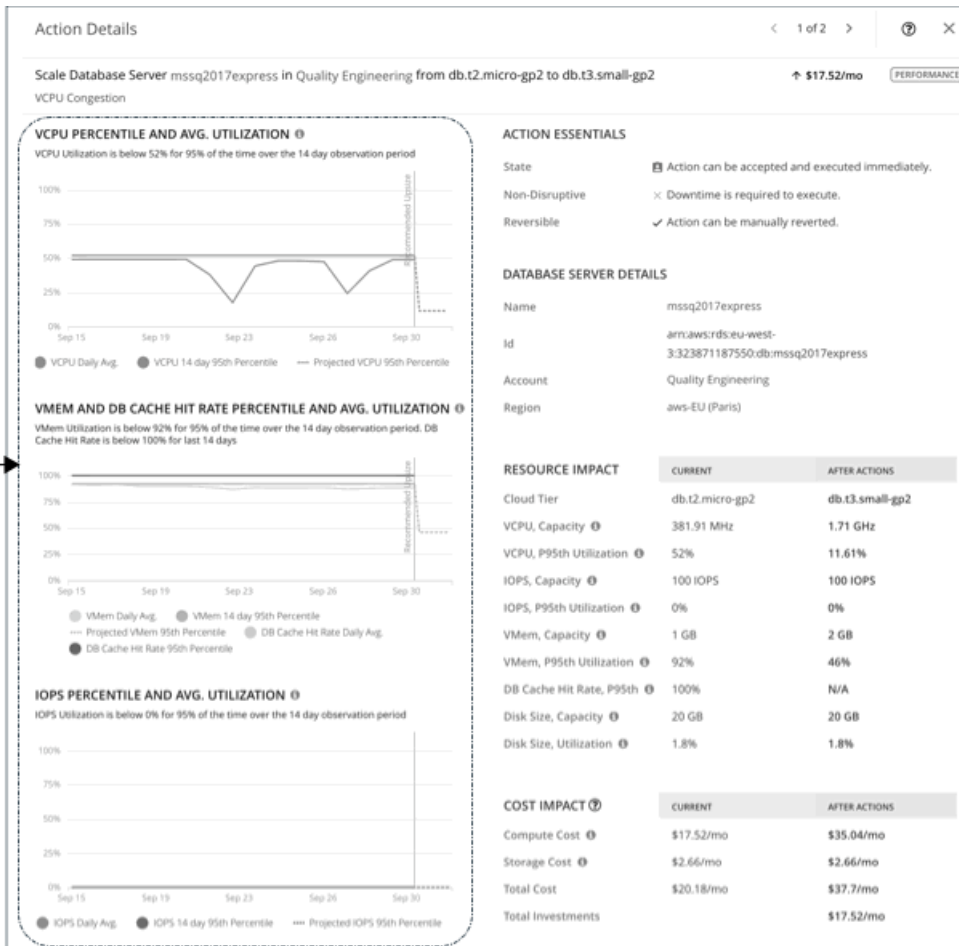 Action Details
1 of 2
Scale Database Server mssq2017express in Quality Engineering from db.t2.micro-gp2 to db.t3.small-gp2
↑ $17.52/mo
PERFORMANCE
VCPU Congestion
VCPU PERCENTILE AND AVG. UTILIZATION
VCPU Utilization is below 52% for 95% of the time over the 14 day observation period
100%
75%
50%
25%
0%
Recommended Upsize
Sep 15 Sep 19 Sep 23 Sep 26 Sep 30
VCPU Daily Avg. VCPU 14 day 95th Percentile Projected VCPU 95th Percentile
VMEM AND DB CACHE HIT RATE PERCENTILE AND AVG. UTILIZATION
VMem Utilization is below 92% for 95% of the time over the 14 day observation period. DB
Cache Hit Rate is below 100% for last 14 days
100%
75%
50%
25%
0%
Recommended Upsize
Sep 15 Sep 19 Sep 23 Sep 26 Sep 30
VMem Daily Avg. VMem 14 day 95th Percentile
Projected VMem 95th Percentile DB Cache Hit Rate Daily Avg.
DB Cache Hit Rate 95th Percentile
IOPS PERCENTILE AND AVG. UTILIZATION
IOPS Utilization is below 0% for 95% of the time over the 14 day observation period
100%
75%
50%
25%
0%
Sep 15 Sep 19 Sep 23 Sep 26 Sep 30
IOPS Daily Avg. IOPS 14 day 95th Percentile Projected IOPS 95th Percentile
ACTION ESSENTIALS
State Action can be accepted and executed immediately.
Non-Disruptive Downtime is required to execute.
Reversible Action can be manually reverted.
DATABASE SERVER DETAILS
Name mssq2017express
Id arn:aws:rds:eu-west-
3:323871187550:db:mssq2017express
Account Quality Engineering
Region aws-EU (Paris)
RESOURCE IMPACT CURRENT AFTER ACTIONS
Cloud Tier db.t2.micro-gp2 db.t3.small-gp2
VCPU, Capacity 381.91 MHz 1.71 GHz
VCPU, P95th Utilization 52% 11.61%
IOPS, Capacity 100 IOPS 100 IOPS
IOPS, P95th Utilization 0% 0%
VMem, Capacity 1 GB 2 GB
VMem, P95th Utilization 92% 46%
DB Cache Hit Rate, P95th 100% N/A
Disk Size, Capacity 20 GB 20 GB
Disk Size, Utilization 1.8% 1.8%
COST IMPACT CURRENT AFTER ACTIONS
Compute Cost $17.52/mo $35.04/mo
Storage Cost $2.66/mo $2.66/mo
Total Cost $20.18/mo $37.7/mo
Total Investments $17.52/mo